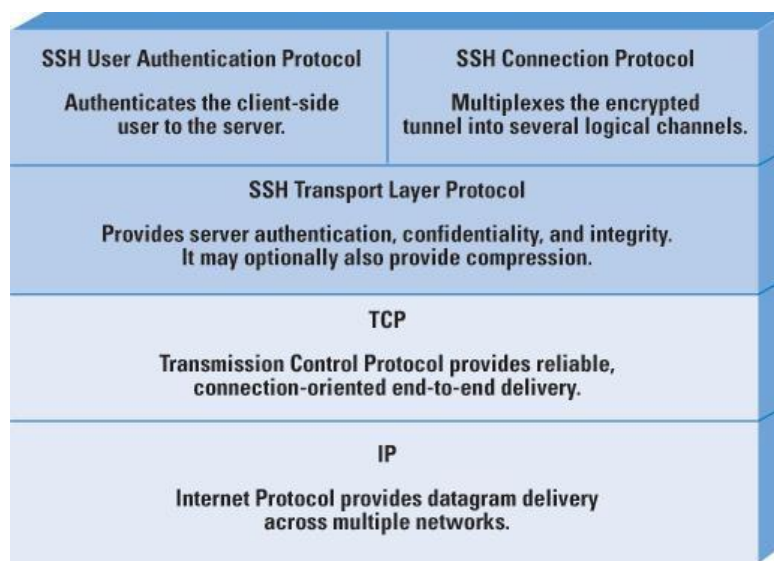 SSH User Authentication Protocol
Authenticates the client-side
user to the server.
SSH Connection Protocol
Multiplexes the encrypted
tunnel into several logical channels.
SSH Transport Layer Protocol
Provides server authentication, confidentiality, and integrity.
It may optionally also provide compression.
TCP
Transmission Control Protocol provides reliable,
connection-oriented end-to-end delivery.
IP
Internet Protocol provides datagram delivery
across multiple networks.